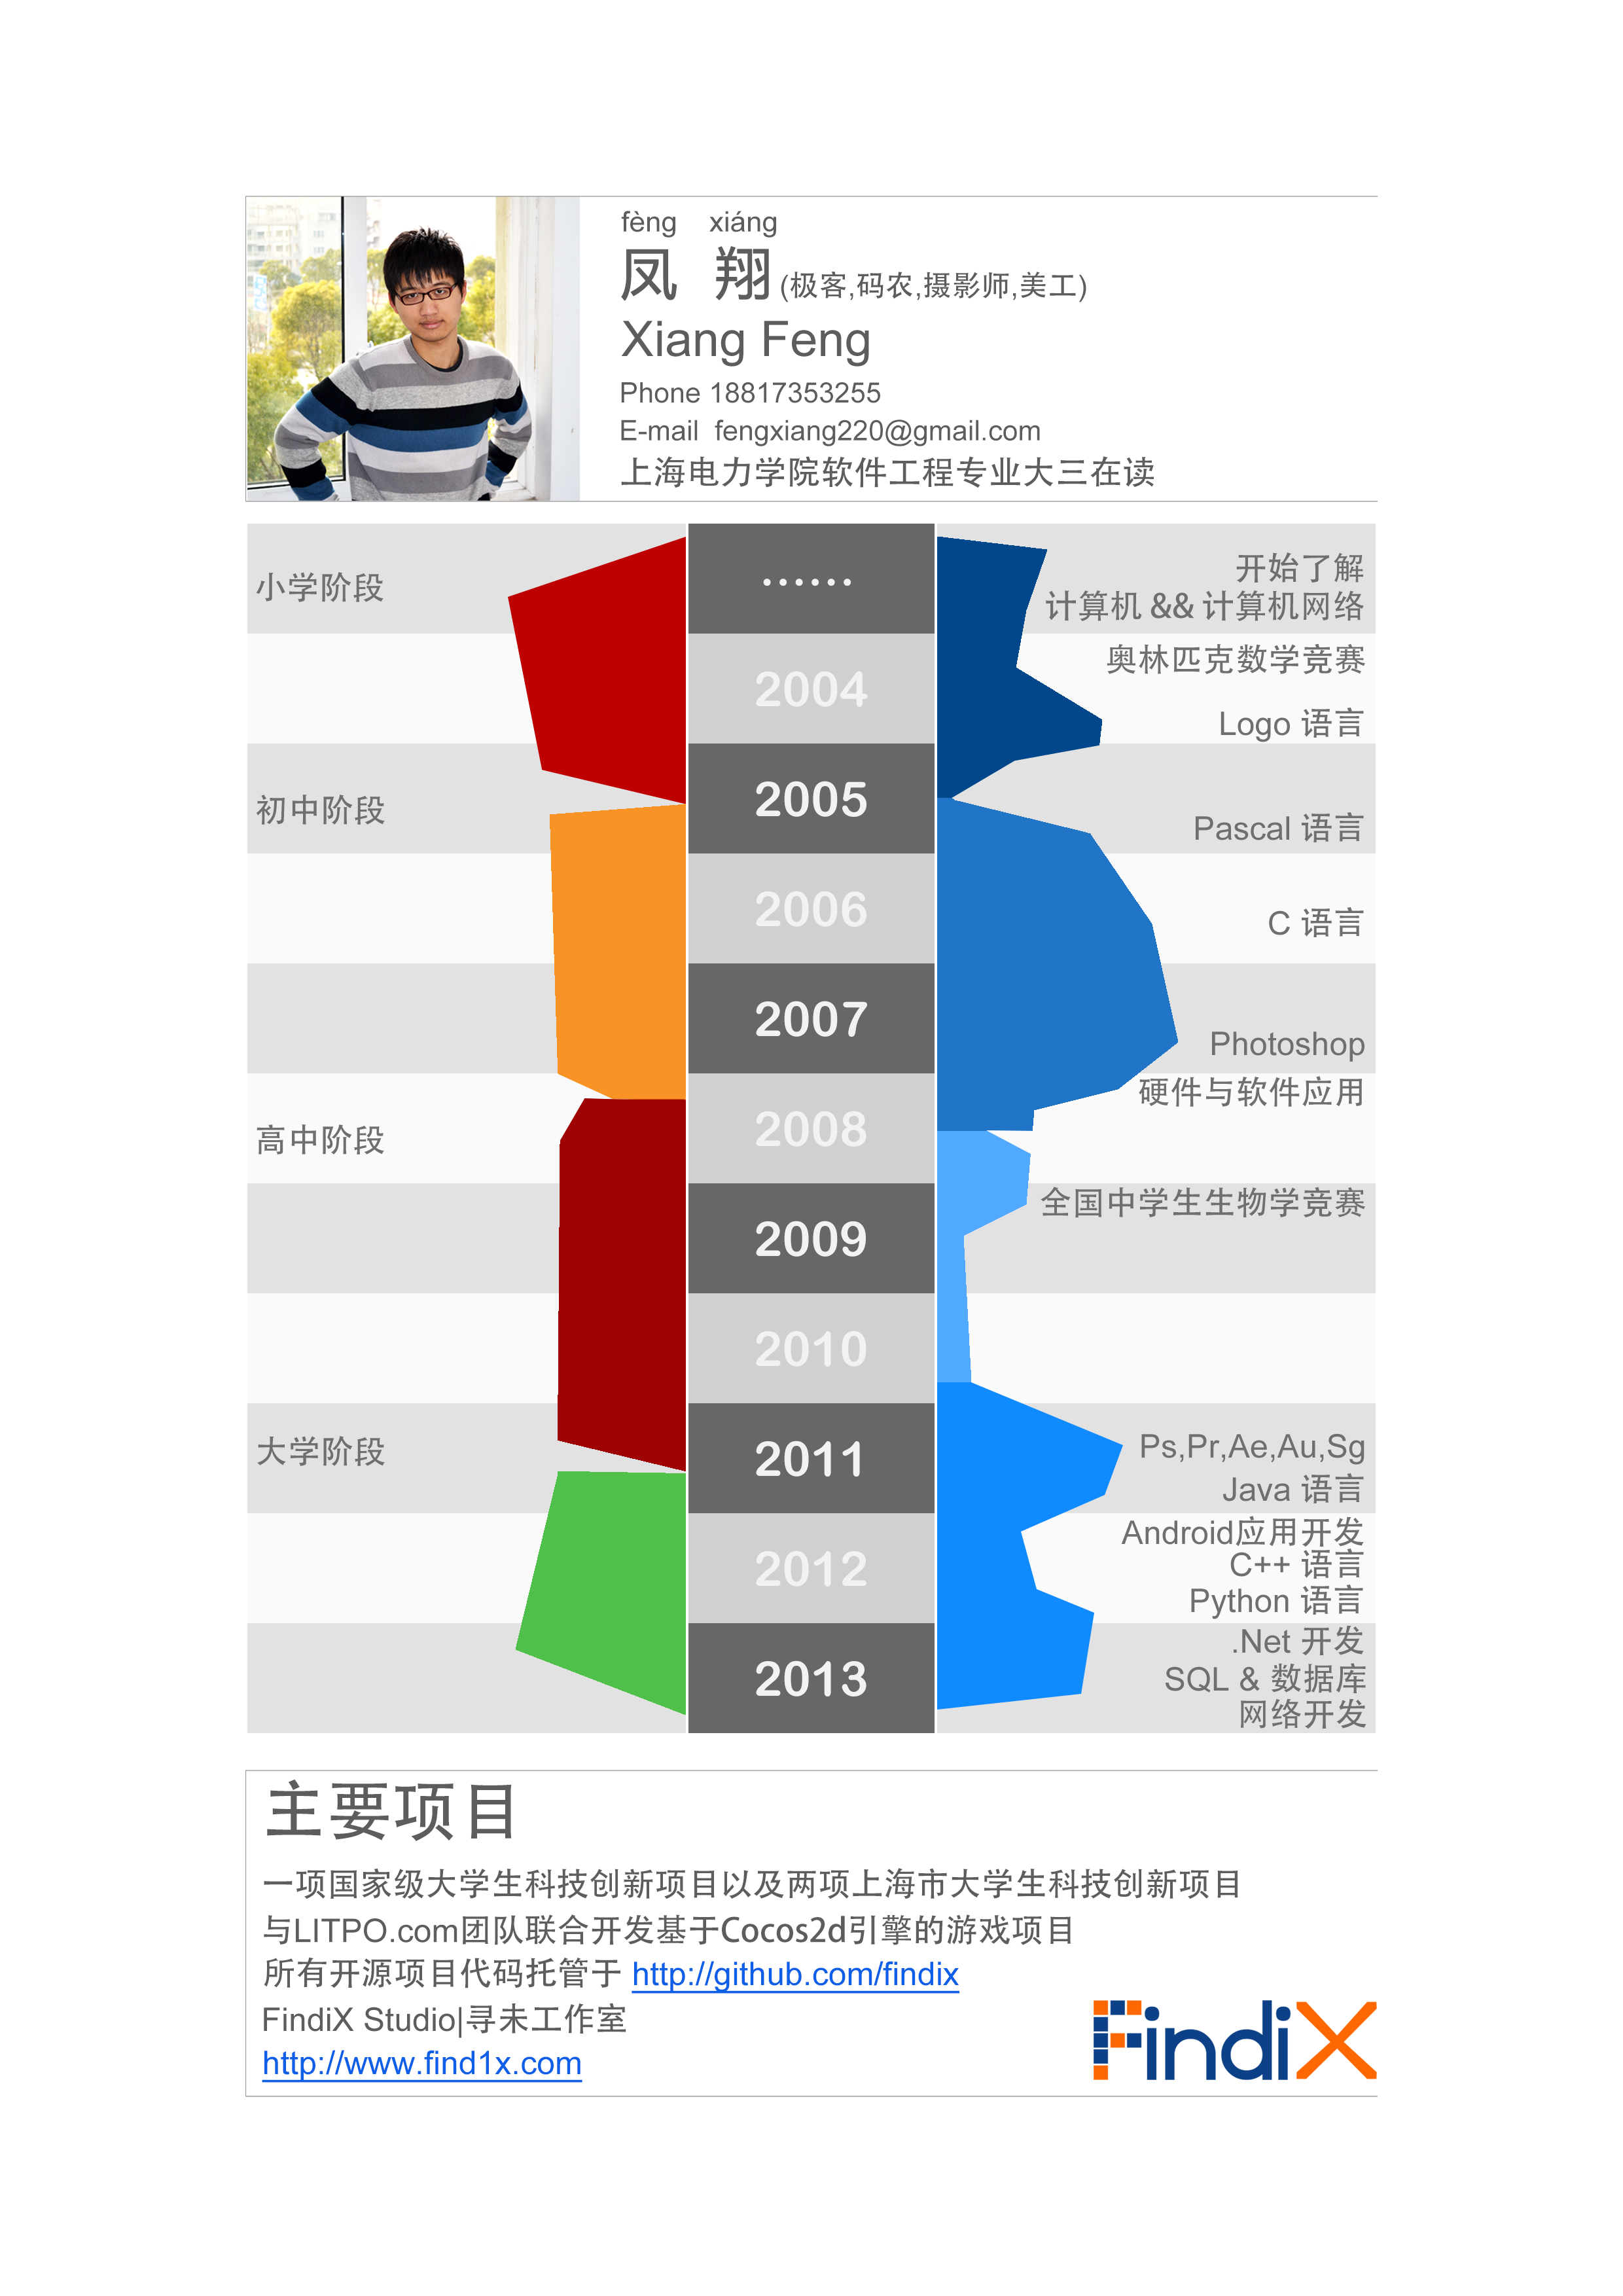 fèng xiáng
凤 翔 (极客,码农,摄影师,美工)
Xiang Feng
Phone 18817353255
E-mail fengxiang220@gmail.com
上海电力学院软件工程专业大三在读
小学阶段
......
开始了解
计算机 && 计算机网络
2004
奥林匹克数学竞赛
Logo 语言
初中阶段
2005
Pascal 语言
2006
C 语言
2007
Photoshop
硬件与软件应用
高中阶段
2008
全国中学生生物学竞赛
2009
2010
大学阶段
2011
Ps,Pr,Ae,Au,Sg
Java 语言
Android应用开发
2012
C++ 语言
Python 语言
.Net 开发
2013
SQL & 数据库
网络开发
主要项目
一项国家级大学生科技创新项目以及两项上海市大学生科技创新项目
与LITPO.com团队联合开发基于Cocos2d引擎的游戏项目
所有开源项目代码托管于 http://github.com/findix
FindiX Studio|寻未工作室
http://www.find1x.com
FindiX